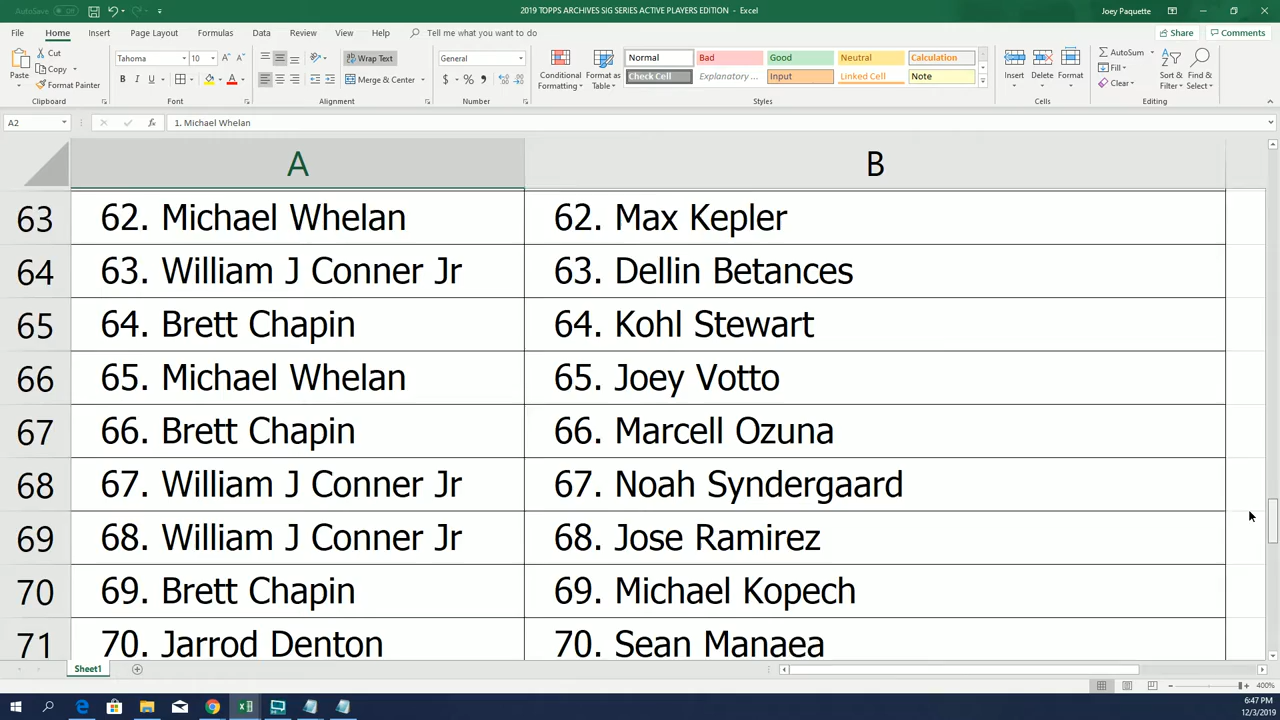 AutoSave Off
2019 TOPPS ARCHIVES SIG SERIES ACTIVE PLAYERS EDITION - Excel
Joey Paquette
File Home Insert Page Layout Formulas Data Review View Help Tell me what you want to do
Share Comments
Paste
Cut
Copy
Format Painter
Clipboard
Tahoma 10
B I U
Font
Wrap Text
Merge & Center
Alignment
General
$ % ,
Number
Conditional Formatting
Format as Table
Normal Bad Good Neutral Calculation
Check Cell Explanatory ... Input Linked Cell Note
Styles
Insert Delete Format
Cells
AutoSum
Fill
Clear
Sort & Filter
Find & Select
Editing
A2 fx 1. Michael Whelan
A B
63 62. Michael Whelan 62. Max Kepler
64 63. William J Conner Jr 63. Dellin Betances
65 64. Brett Chapin 64. Kohl Stewart
66 65. Michael Whelan 65. Joey Votto
67 66. Brett Chapin 66. Marcell Ozuna
68 67. William J Conner Jr 67. Noah Syndergaard
69 68. William J Conner Jr 68. Jose Ramirez
70 69. Brett Chapin 69. Michael Kopech
71 70. Jarrod Denton 70. Sean Manaea
Sheet1
400%
6:47 PM
12/3/2019